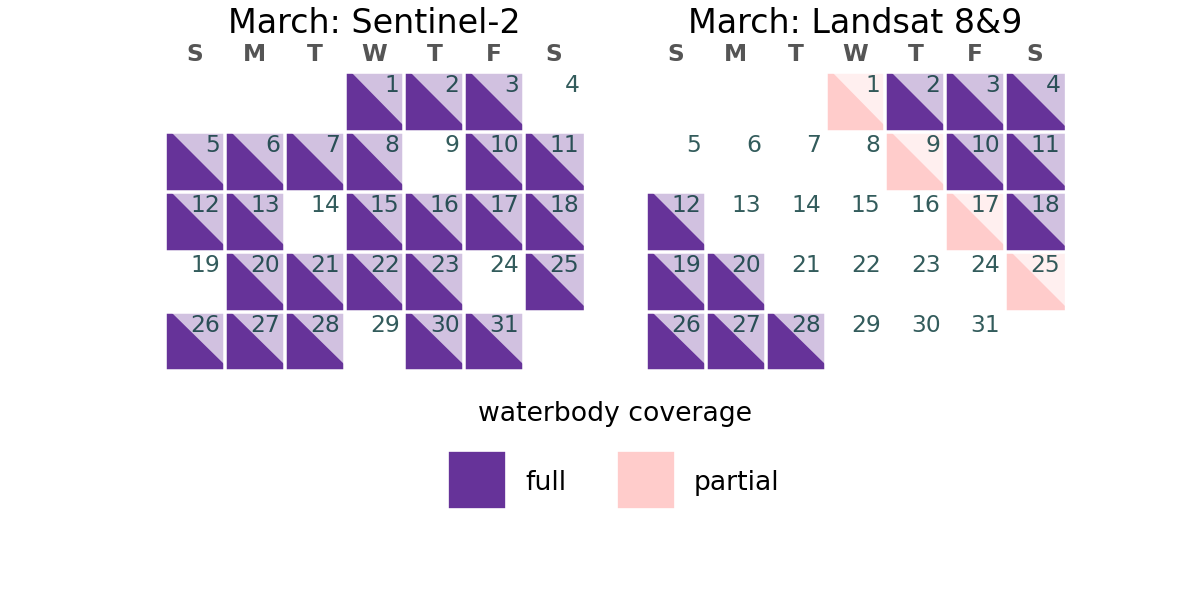 March: Sentinel-2
S M T W T F S
1 2 3 4
5 6 7 8 9 10 11
12 13 14 15 16 17 18
19 20 21 22 23 24 25
26 27 28 29 30 31
March: Landsat 8&9
S M T W T F S
1 2 3 4
5 6 7 8 9 10 11
12 13 14 15 16 17 18
19 20 21 22 23 24 25
26 27 28 29 30 31
waterbody coverage
full partial